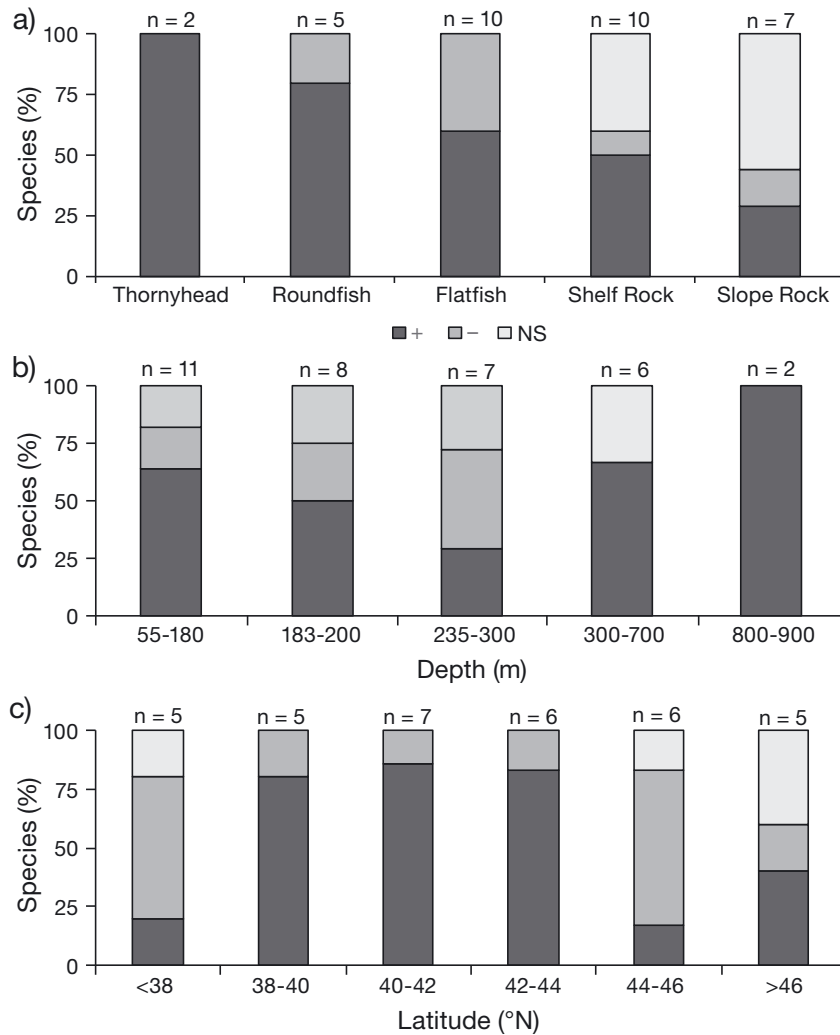 a)
n = 2 n = 5 n = 10 n = 10 n = 7
100
75
50
25
0
Species (%)
Thornyhead Roundfish Flatfish Shelf Rock Slope Rock
+ − NS
b)
n = 11 n = 8 n = 7 n = 6 n = 2
100
75
50
25
0
Species (%)
55-180 183-200 235-300 300-700 800-900
Depth (m)
c)
n = 5 n = 5 n = 7 n = 6 n = 6 n = 5
100
75
50
25
0
Species (%)
<38 38-40 40-42 42-44 44-46 >46
Latitude (°N)